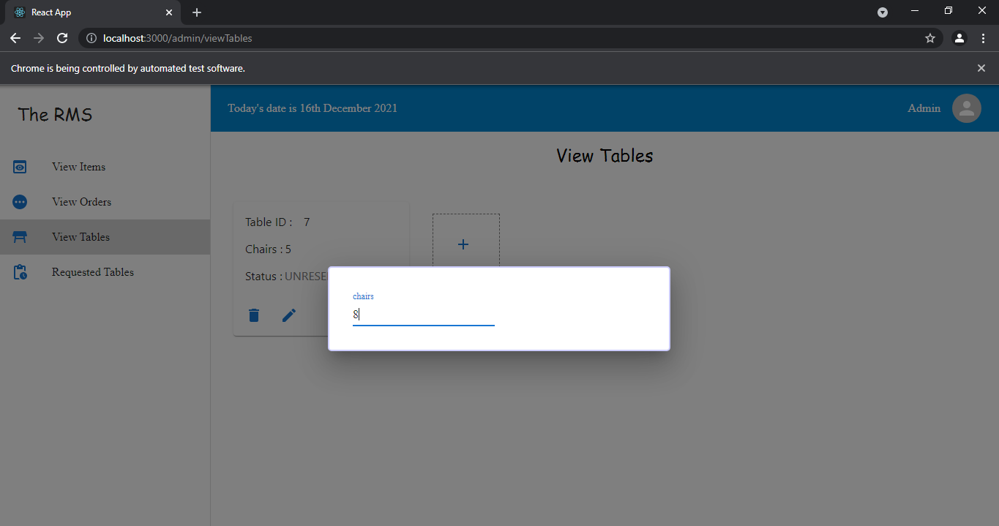 React App
localhost:3000/admin/viewTables
Chrome is being controlled by automated test software.
The RMS
Today's date is 16th December 2021
Admin
View Tables
View Items
View Orders
View Tables
Requested Tables
Table ID : 7
Chairs : 5
Status :
chairs
8